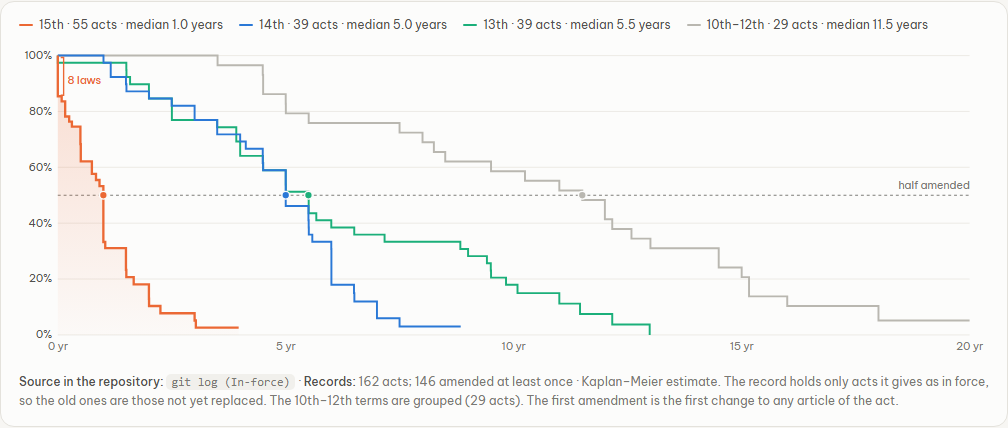 15th · 55 acts · median 1.0 years 14th · 39 acts · median 5.0 years 13th · 39 acts · median 5.5 years 10th–12th · 29 acts · median 11.5 years
100%
8 laws
80%
60%
half amended
40%
20%
0%
0 yr 5 yr 10 yr 15 yr 20 yr
Source in the repository: git log (In-force) · Records: 162 acts; 146 amended at least once · Kaplan–Meier estimate. The record holds only acts it gives as in force,
so the old ones are those not yet replaced. The 10th–12th terms are grouped (29 acts). The first amendment is the first change to any article of the act.